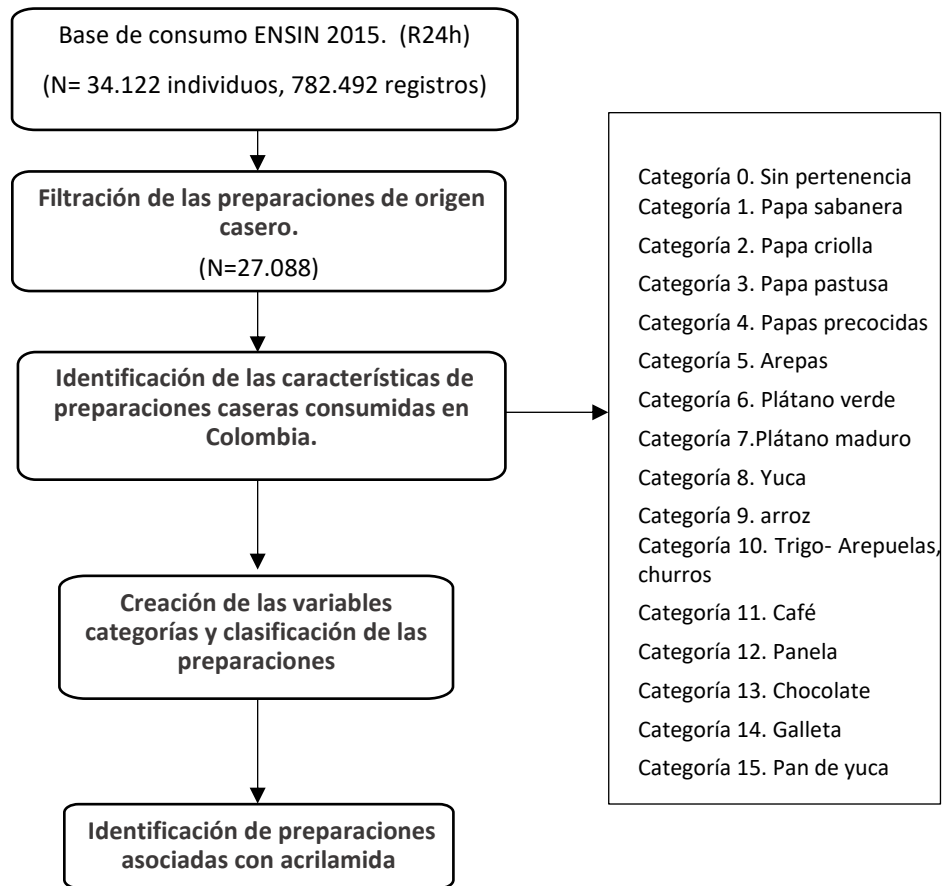 Base de consumo ENSIN 2015.  (R24h)
(N= 34.122 individuos, 782.492 registros)
Filtración de las preparaciones de origen
casero.
(N=27.088)
Identificación de las características de
preparaciones caseras consumidas en
Colombia.
Creación de las variables
categorías y clasificación de las
preparaciones
Identificación de preparaciones
asociadas con acrilamida
Categoría 0. Sin pertenencia
Categoría 1. Papa sabanera
Categoría 2. Papa criolla
Categoría 3. Papa pastusa
Categoría 4. Papas precocidas
Categoría 5. Arepas
Categoría 6. Plátano verde
Categoría 7.Plátano maduro
Categoría 8. Yuca
Categoría 9. arroz
Categoría 10. Trigo- Arepuelas,
churros
Categoría 11. Café
Categoría 12. Panela
Categoría 13. Chocolate
Categoría 14. Galleta
Categoría 15. Pan de yuca